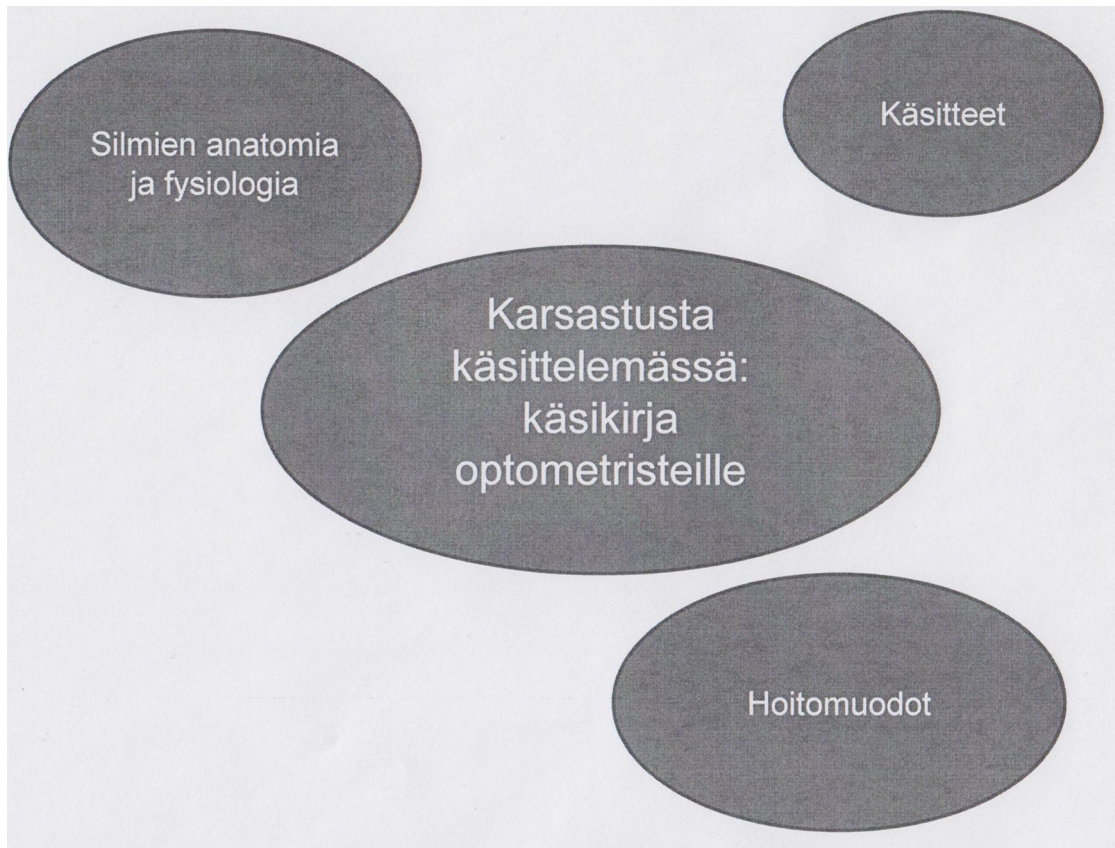 Silmien anatomia
ja fysiologia
Käsitteet
Karsastusta
käsittelemässä:
käsikirja
optometristeille
Hoitomuodot